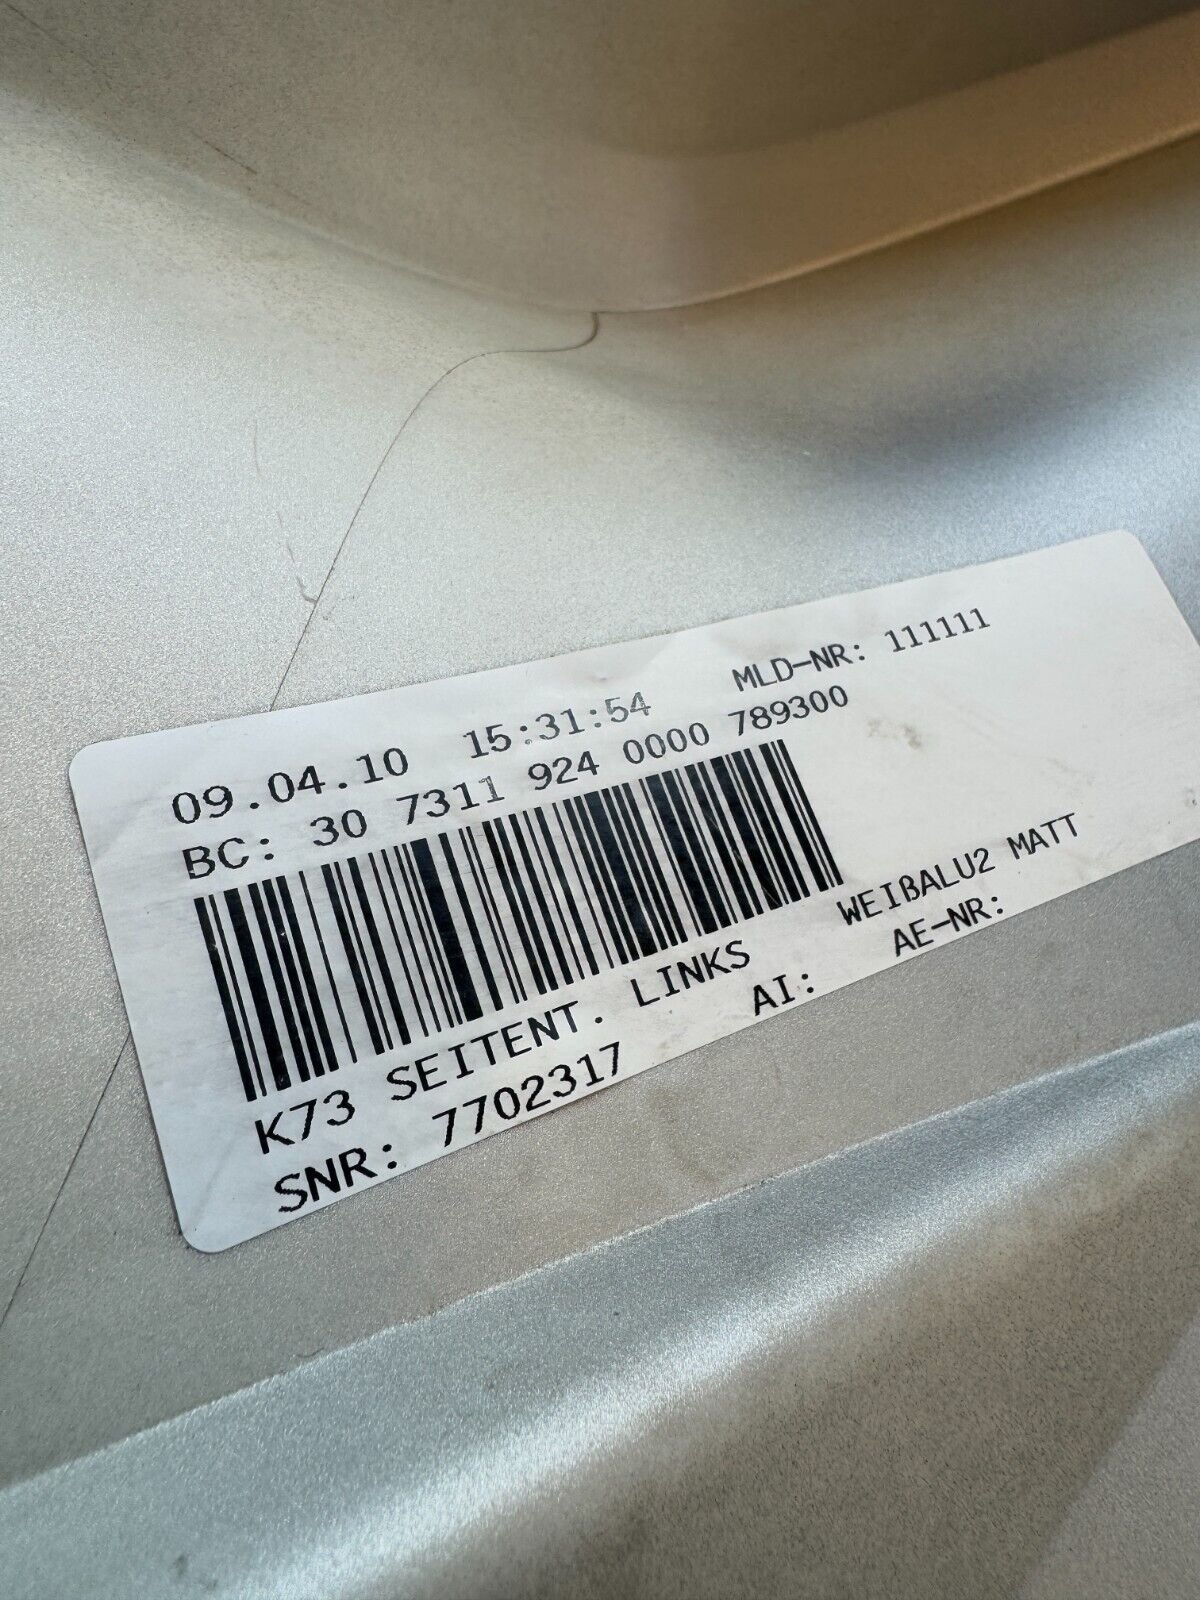 09.04.10 15:31:54 MLD-NR: 111111
BC: 30 7311 924 0000 789300
K73 SEITENT. LINKS WEIßALU2 MATT
SNR: 7702317 AI: AE-NR: